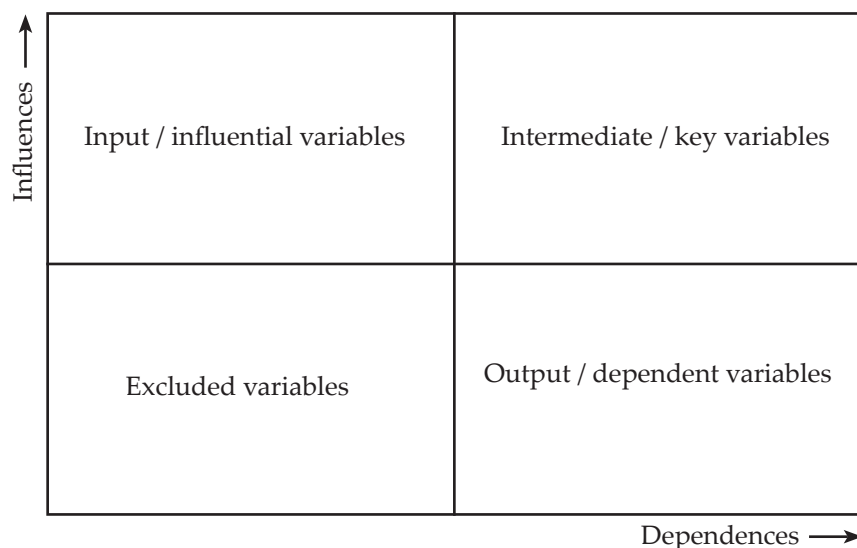 Influences
Input / influential variables
Intermediate / key variables
Excluded variables
Output / dependent variables
Dependences